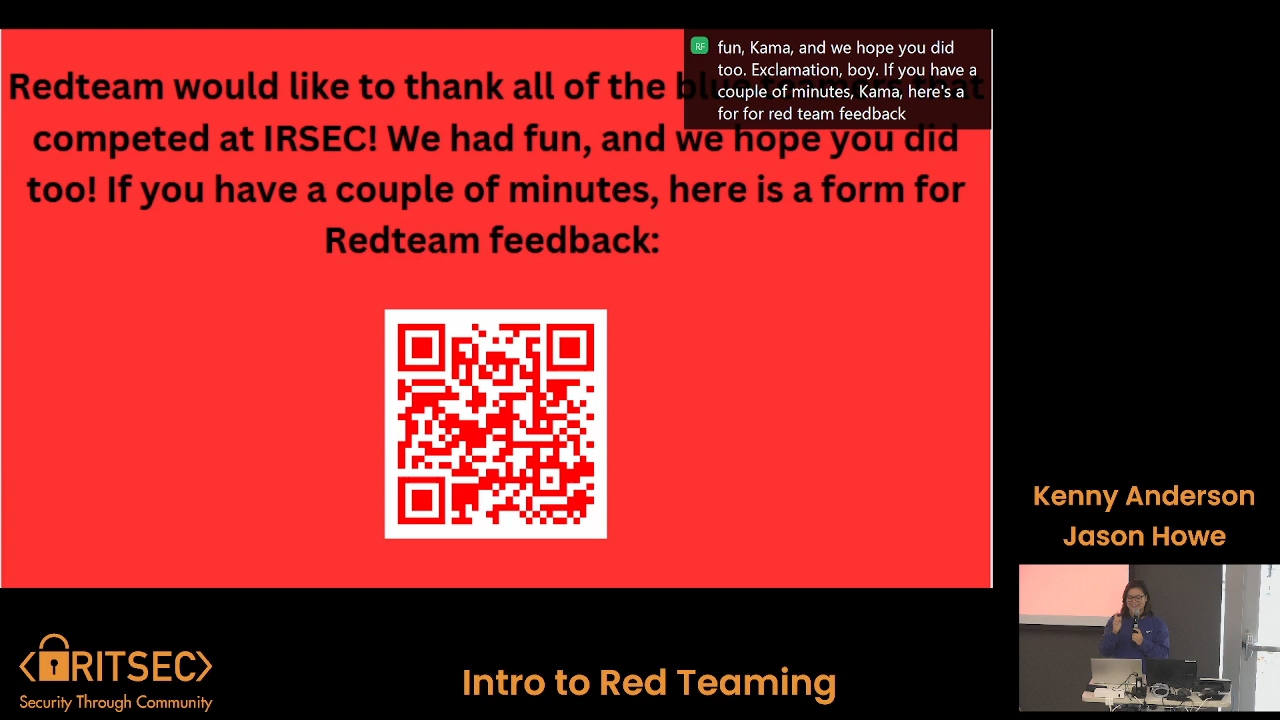 Redteam would like to thank all of the
competed at IRSEC! We had fun, and we hope you did
too! If you have a couple of minutes, here is a form for
Redteam feedback:
RF
fun, Kama, and we hope you did
too. Exclamation, boy. If you have a
couple of minutes, Kama, here's a
for for red team feedback
Kenny Anderson
Jason Howe
RITSEC
Security Through Community
Intro to Red Teaming